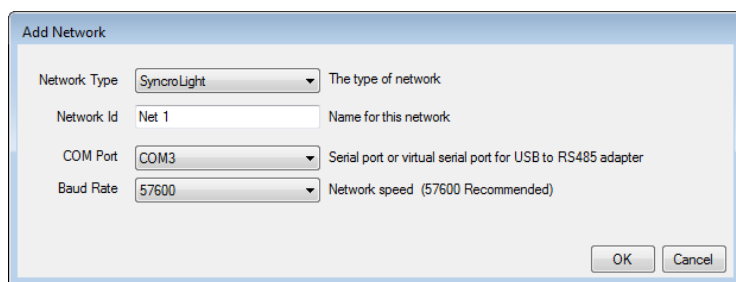 Add Network
Network Type SyncroLight The type of network
Network Id Net 1 Name for this network
COM Port COM3 Serial port or virtual serial port for USB to RS485 adapter
Baud Rate 57600 Network speed (57600 Recommended)
OK Cancel